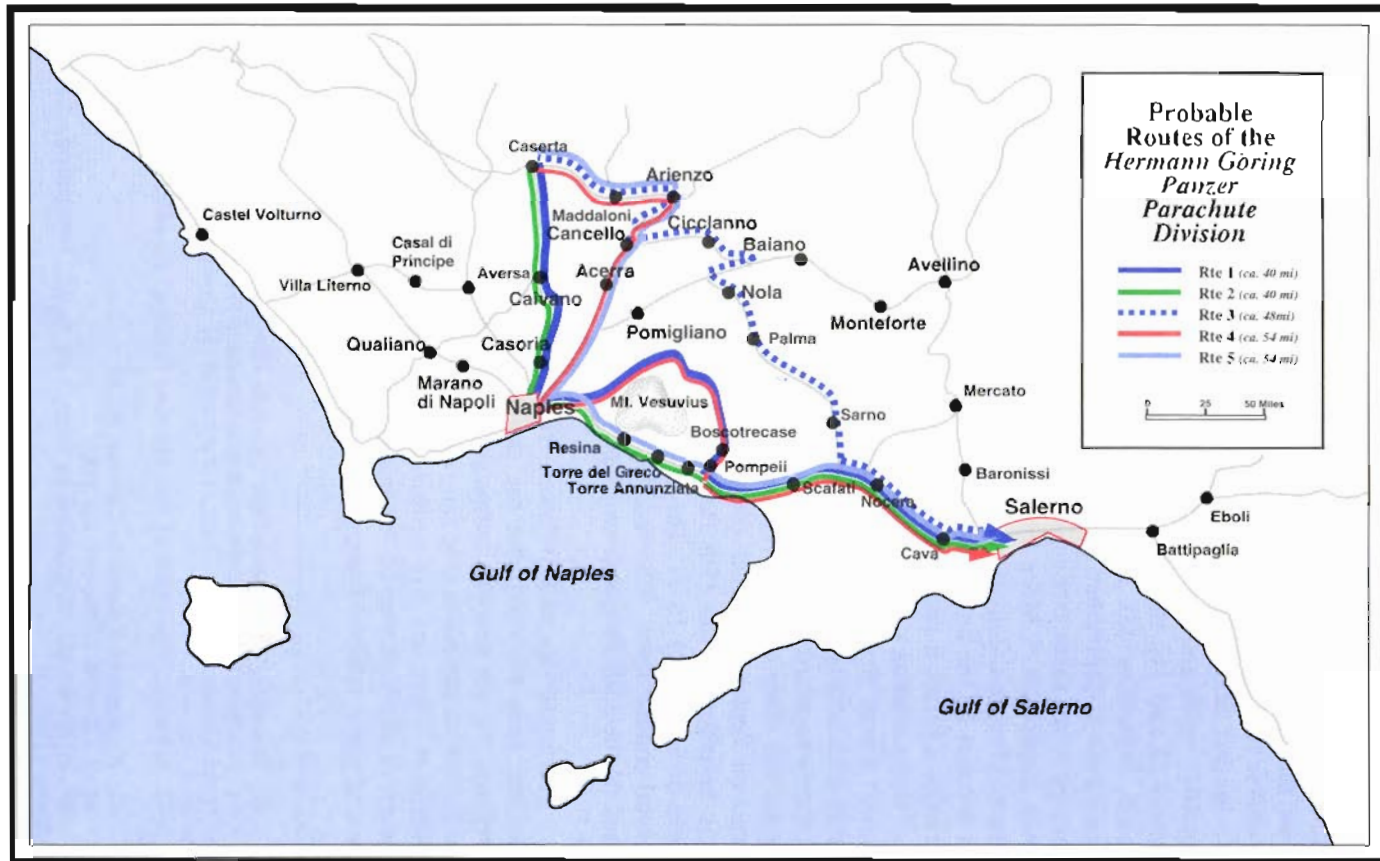 Probable
Routes of the
Hermann Göring
Panzer
Parachute
Division
Rte 1 (ca. 40 mi)
Rte 2 (ca. 40 mi)
Rte 3 (ca. 48mi)
Rte 4 (ca. 54 mi)
Rte 5 (ca. 54 mi)
0 25 50 Miles
Caserta
Arienzo
Maddaloni
Castel Volturno
Cancello
Ciccianno
Casal di
Principe
Baiano
Villa Literno
Aversa
Acerra
Avellino
Caivano
Nola
Monteforte
Pomigliano
Qualiano
Casoria
Palma
Marano
di Napoli
Mercato
Naples
Mt. Vesuvius
Sarno
Boscotrecase
Resina
Baronissi
Torre del Greco
Pompeii
Torre Annunziata
Scafati
Nocera
Salerno
Eboli
Cava
Battipaglia
Gulf of Naples
Gulf of Salerno